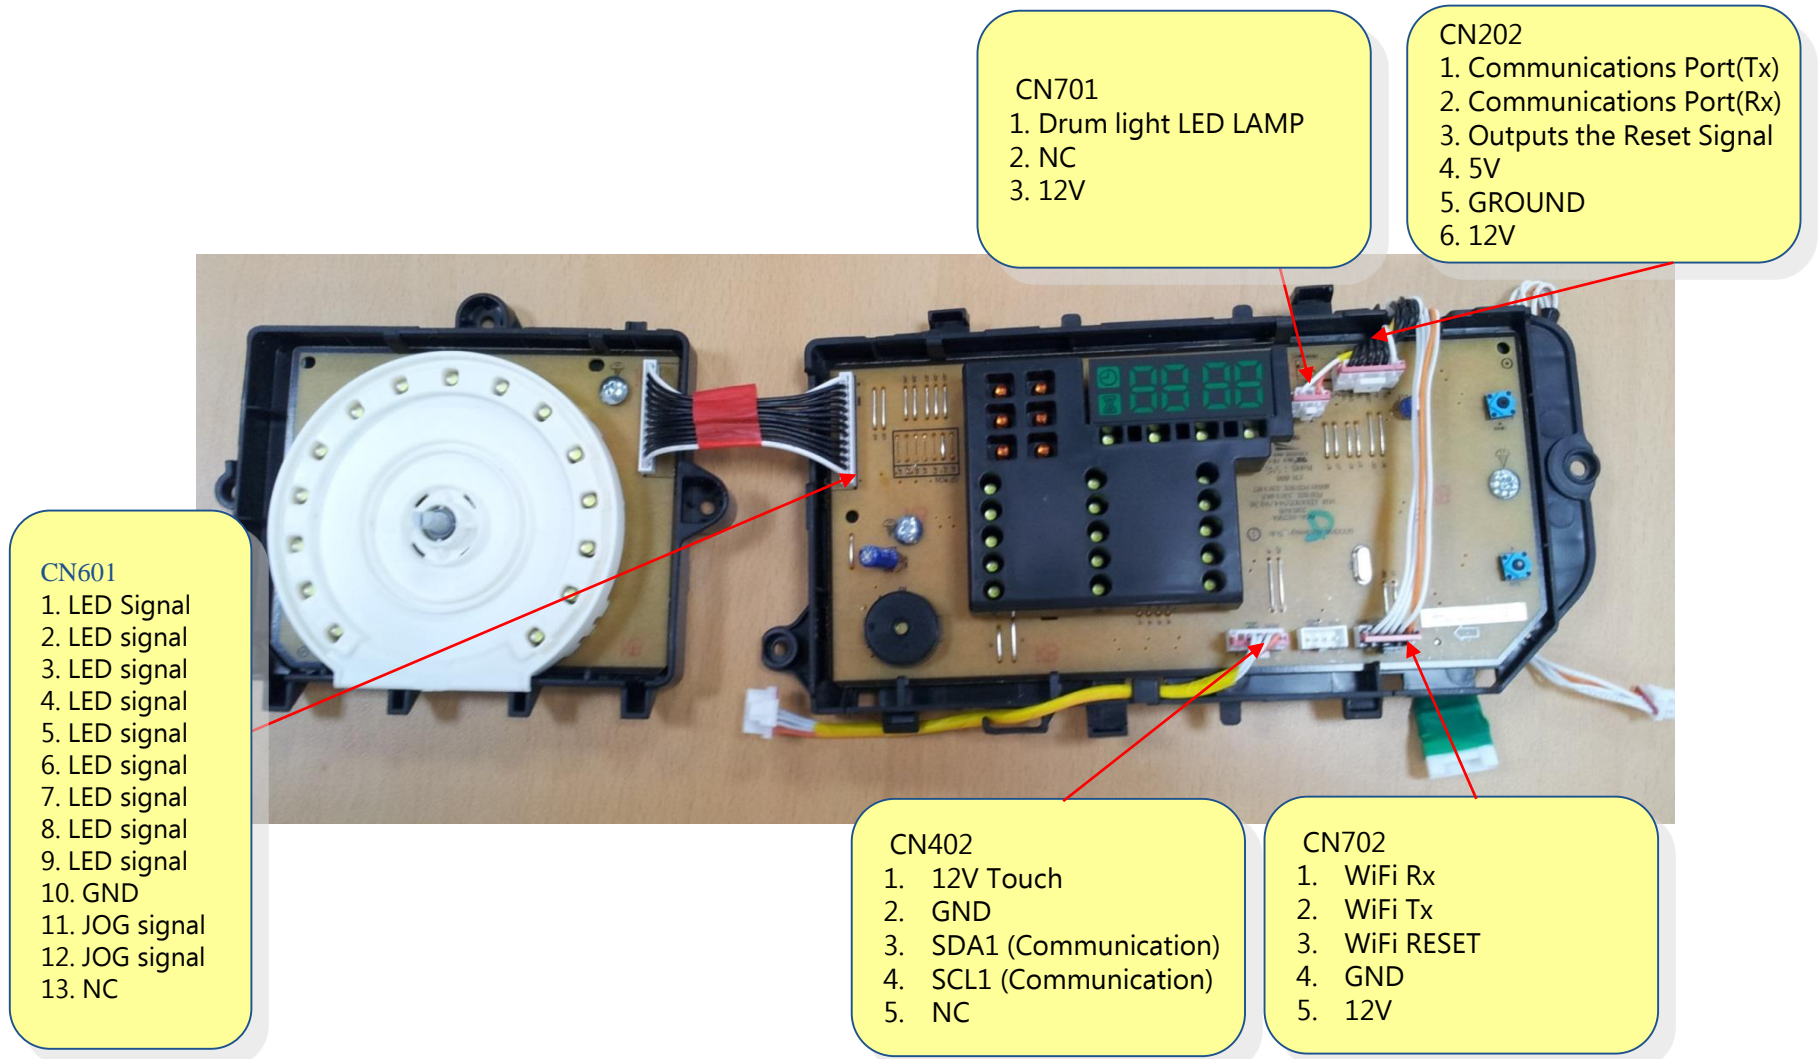 CN701
1. Drum light LED LAMP
2. NC
3. 12V
CN202
1. Communications Port(Tx)
2. Communications Port(Rx)
3. Outputs the Reset Signal
4. 5V
5. GROUND
6. 12V
CN601
1. LED Signal
2. LED signal
3. LED signal
4. LED signal
5. LED signal
6. LED signal
7. LED signal
8. LED signal
9. LED signal
10. GND
11. JOG signal
12. JOG signal
13. NC
CN402
1. 12V Touch
2. GND
3. SDA1 (Communication)
4. SCL1 (Communication)
5. NC
CN702
1. WiFi Rx
2. WiFi Tx
3. WiFi RESET
4. GND
5. 12V